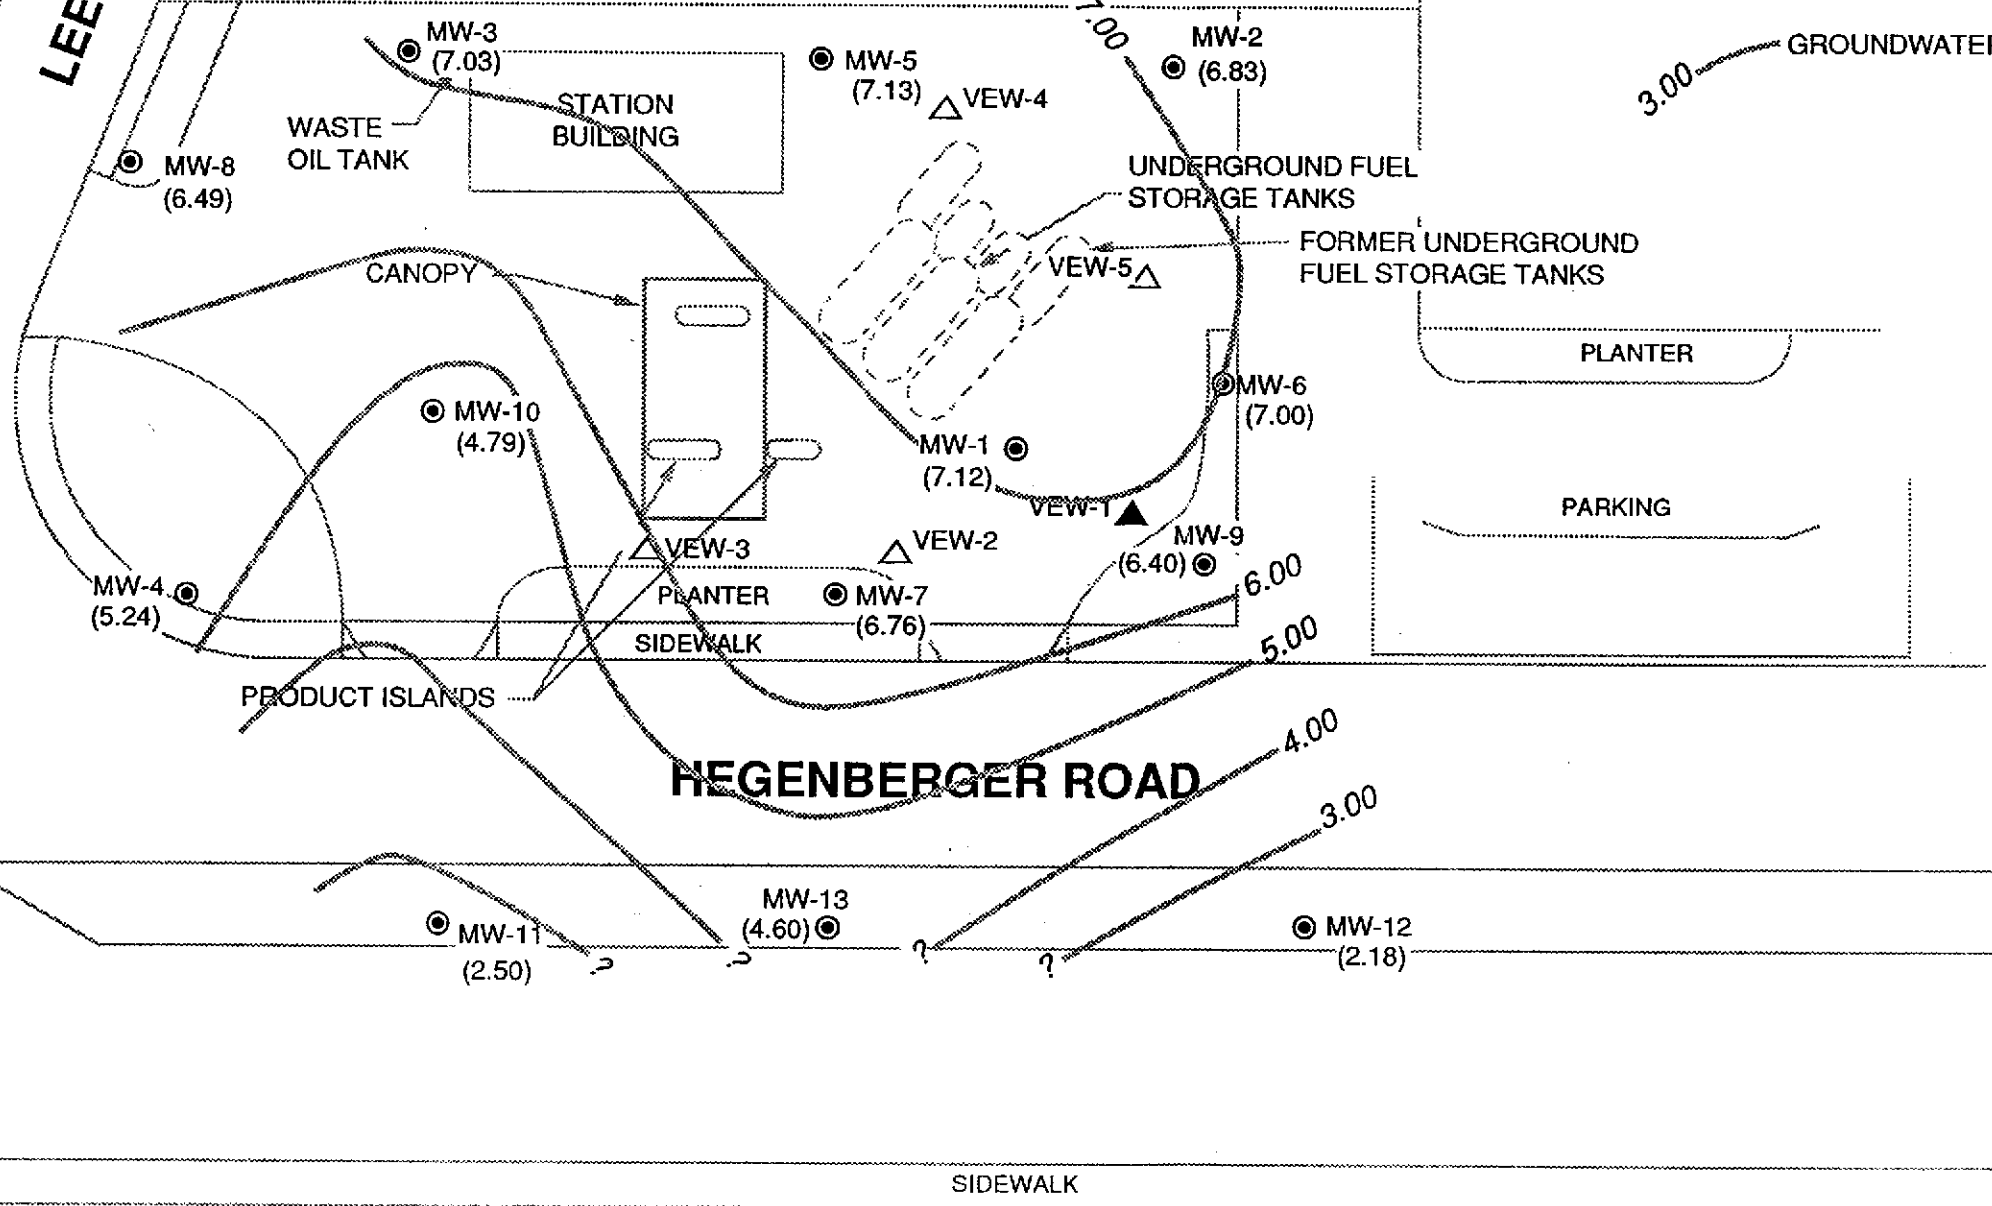 LEE
MW-3
(7.03)
MW-5
(7.13)
7.00
MW-2
(6.83)
3.00
VEW-4
STATION
BUILDING
WASTE
OIL TANK
MW-8
(6.49)
UNDERGROUND FUEL
STORAGE TANKS
FORMER UNDERGROUND
FUEL STORAGE TANKS
VEW-5
CANOPY
PLANTER
MW-6
(7.00)
MW-10
(4.79)
MW-1
(7.12)
VEW-1
PARKING
MW-9
(6.40)
VEW-3
VEW-2
6.00
MW-4
(5.24)
PLANTER
MW-7
(6.76)
SIDEWALK
5.00
PRODUCT ISLANDS
4.00
HEGENBERGER ROAD
3.00
MW-13
(4.60)
MW-11
(2.50)
?
?
?
?
MW-12
(2.18)
SIDEWALK